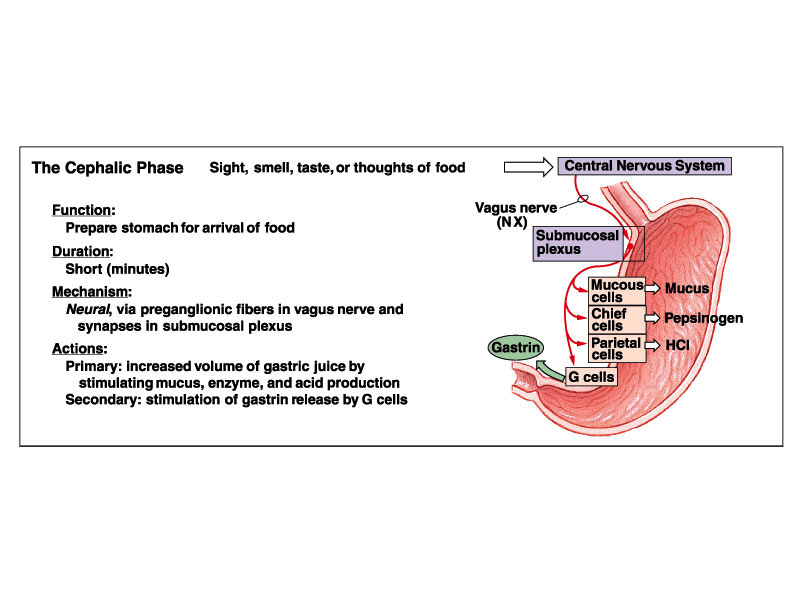 The Cephalic Phase
Sight, smell, taste, or thoughts of food
Central Nervous System
Function:
Prepare stomach for arrival of food
Duration:
Short (minutes)
Mechanism:
Neural, via preganglionic fibers in vagus nerve and
synapses in submucosal plexus
Actions:
Primary: increased volume of gastric juice by
stimulating mucus, enzyme, and acid production
Secondary: stimulation of gastrin release by G cells
Vagus nerve
(N X)
Submucosal
plexus
Mucous
cells
Mucus
Chief
cells
Pepsinogen
Parietal
cells
HCl
Gastrin
G cells